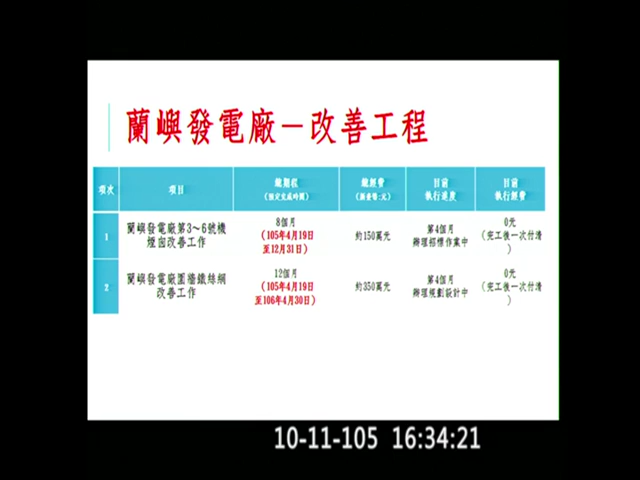 蘭嶼發電廠－改善工程
項次 項目 總期程 總經費 目前 目前
(預定完成時間) (新臺幣:元) 執行進度 執行經費
1 蘭嶼發電廠第3～6號機 8個月 約150萬元 第4個月 0元
煙囪改善工作 (105年4月19日 辦理招標作業中 (完工後一次付清
至12月31日) )
2 蘭嶼發電廠圍牆鐵絲網 12個月 約350萬元 第4個月 0元
改善工作 (105年4月19日 辦理規劃設計中 (完工後一次付清
至106年4月30日) )
10-11-105 16:34:21